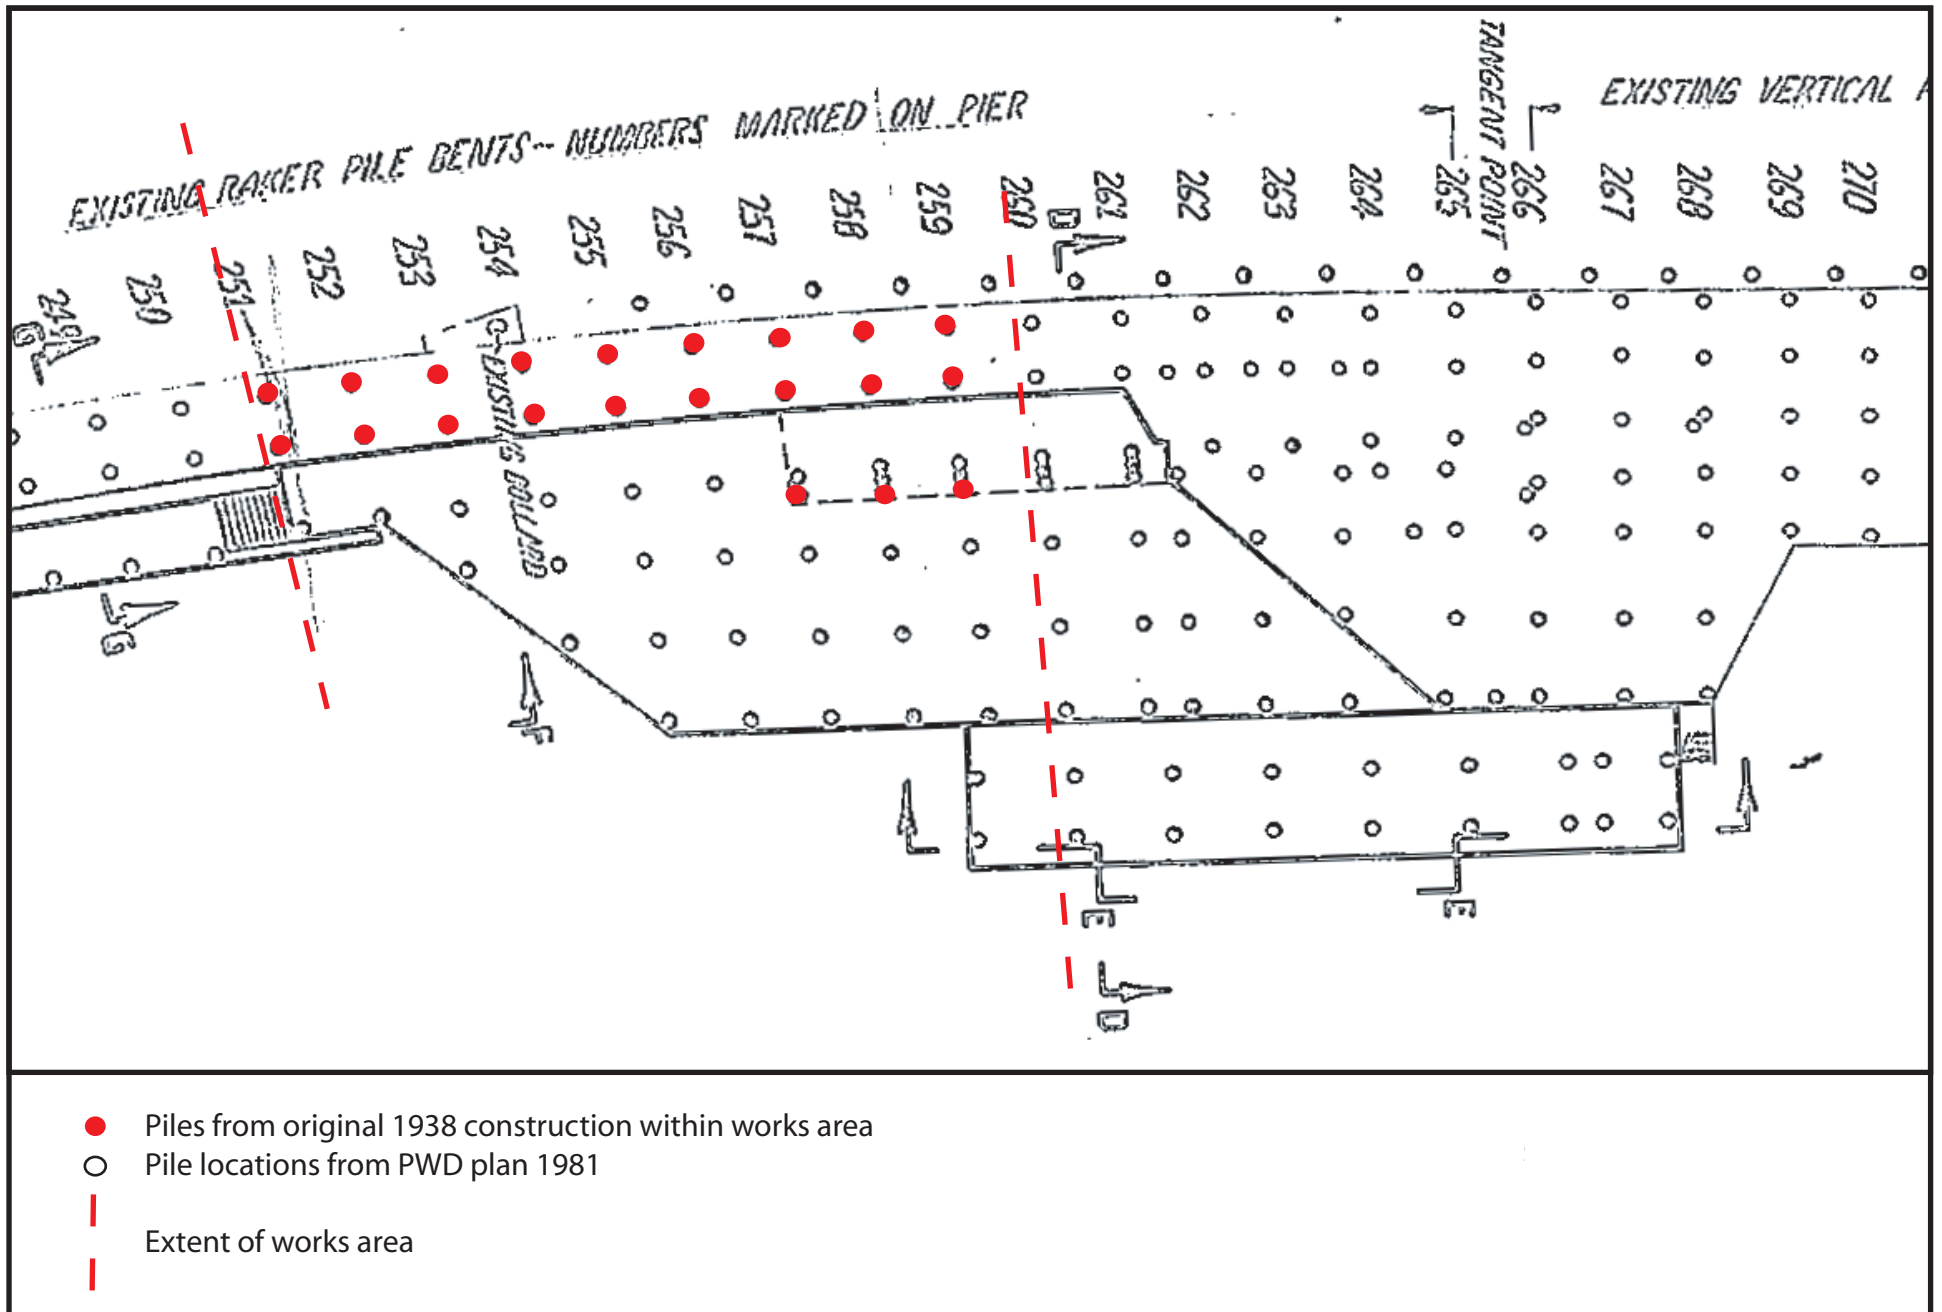 EXISTING RAKER PILE BENTS~ NUMBERS MARKED ON PIER
TANGENT POINT
EXISTING VERTICAL
249 250 251 252 253 254 255 256 257 258 259 260 261 262 263 264 265 266 267 268 269 270
D
G
EXISTING BOLLARD
G
F
E
E
D
Piles from original 1938 construction within works area
Pile locations from PWD plan 1981
Extent of works area